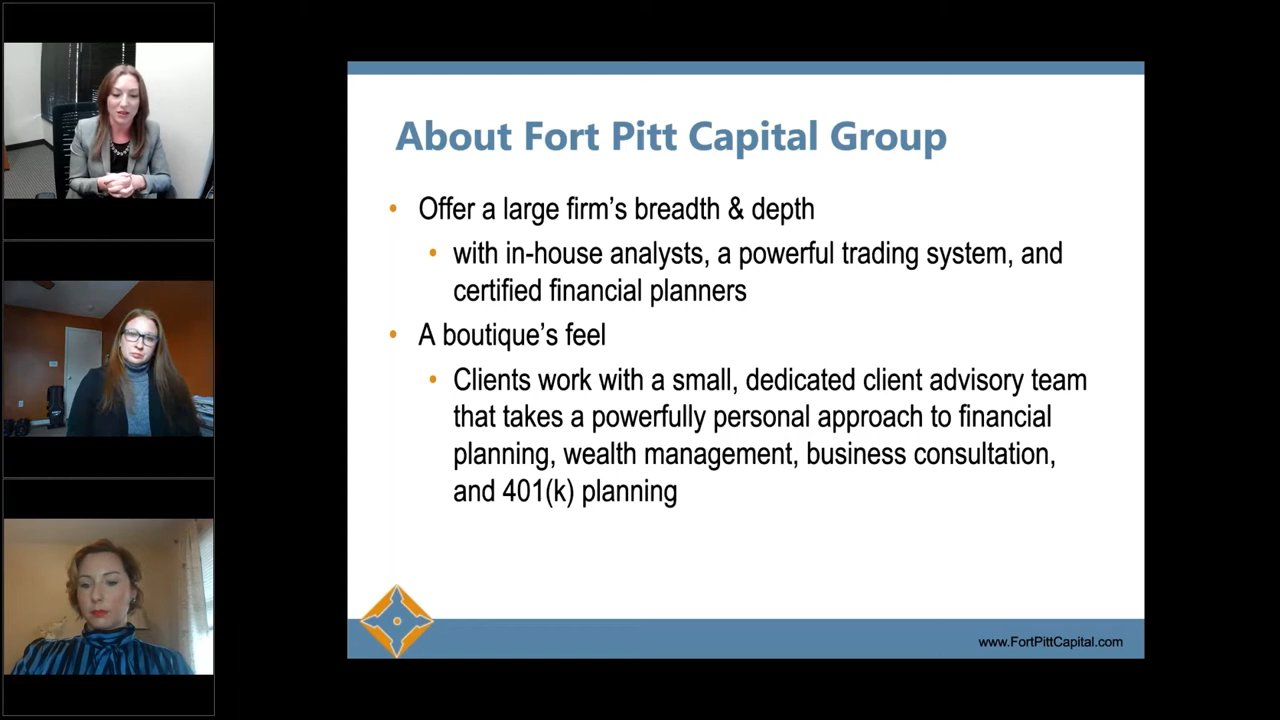 About Fort Pitt Capital Group
• Offer a large firm's breadth & depth
• with in-house analysts, a powerful trading system, and
certified financial planners
• A boutique's feel
• Clients work with a small, dedicated client advisory team
that takes a powerfully personal approach to financial
planning, wealth management, business consultation,
and 401(k) planning
www.FortPittCapital.com